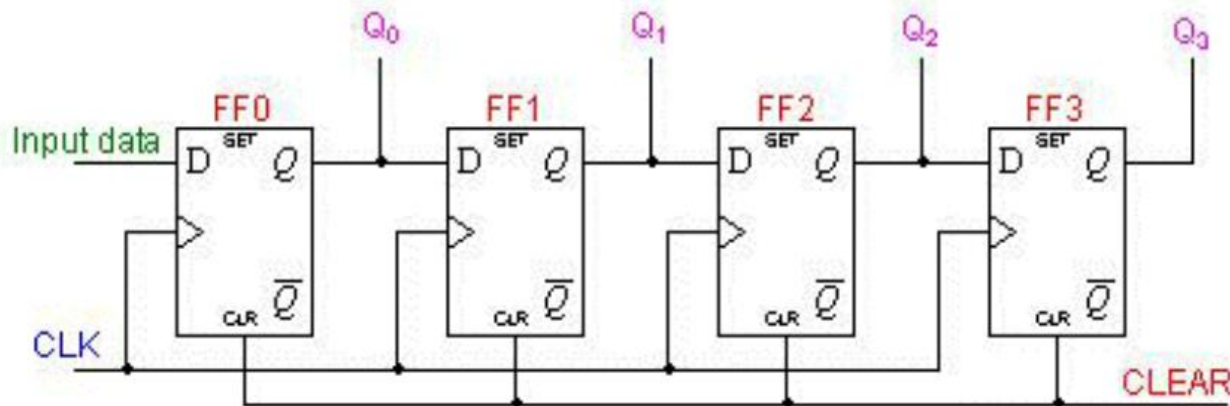 Q0 Q1 Q2 Q3
FF0 FF1 FF2 FF3
Input data
SET SET SET SET
D Q D Q D Q D Q
Q̅ Q̅ Q̅ Q̅
CLR CLR CLR CLR
CLK
CLEAR